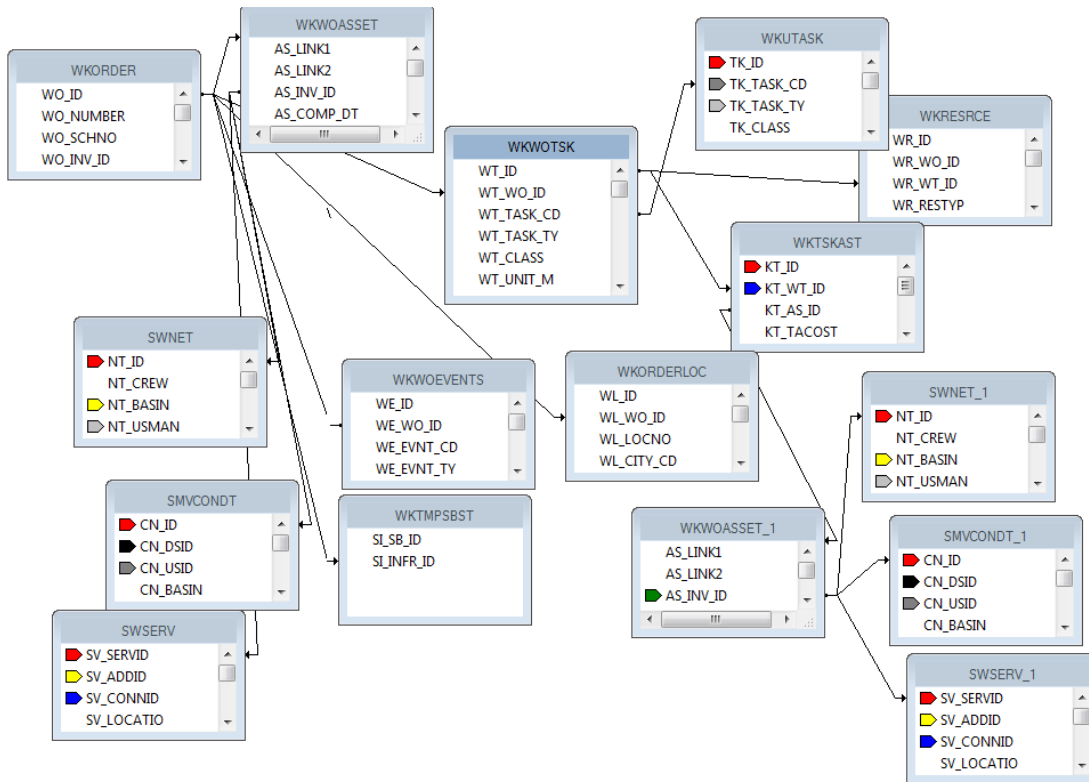 WKORDER
WO_ID
WO_NUMBER
WO_SCHNO
WO_INV_ID
WKWOASSET
AS_LINK1
AS_LINK2
AS_INV_ID
AS_COMP_DT
WKWOTSK
WT_ID
WT_WO_ID
WT_TASK_CD
WT_TASK_TY
WT_CLASS
WT_UNIT_M
WKUTASK
TK_ID
TK_TASK_CD
TK_TASK_TY
TK_CLASS
WKRESRCE
WR_ID
WR_WO_ID
WR_WT_ID
WR_RESTYP
WKTSKAST
KT_ID
KT_WT_ID
KT_AS_ID
KT_TACOST
SWNET
NT_ID
NT_CREW
NT_BASIN
NT_USMAN
WKWOEVENTS
WE_ID
WE_WO_ID
WE_EVNT_CD
WE_EVNT_TY
WKORDERLOC
WL_ID
WL_WO_ID
WL_LOCNO
WL_CITY_CD
SWNET_1
NT_ID
NT_CREW
NT_BASIN
NT_USMAN
SMVCONDT
CN_ID
CN_DSID
CN_USID
CN_BASIN
WKTMPSBST
SI_SB_ID
SI_INFR_ID
WKWOASSET_1
AS_LINK1
AS_LINK2
AS_INV_ID
SMVCONDT_1
CN_ID
CN_DSID
CN_USID
CN_BASIN
SWSERV
SV_SERVID
SV_ADDID
SV_CONNID
SV_LOCATIO
SWSERV_1
SV_SERVID
SV_ADDID
SV_CONNID
SV_LOCATIO